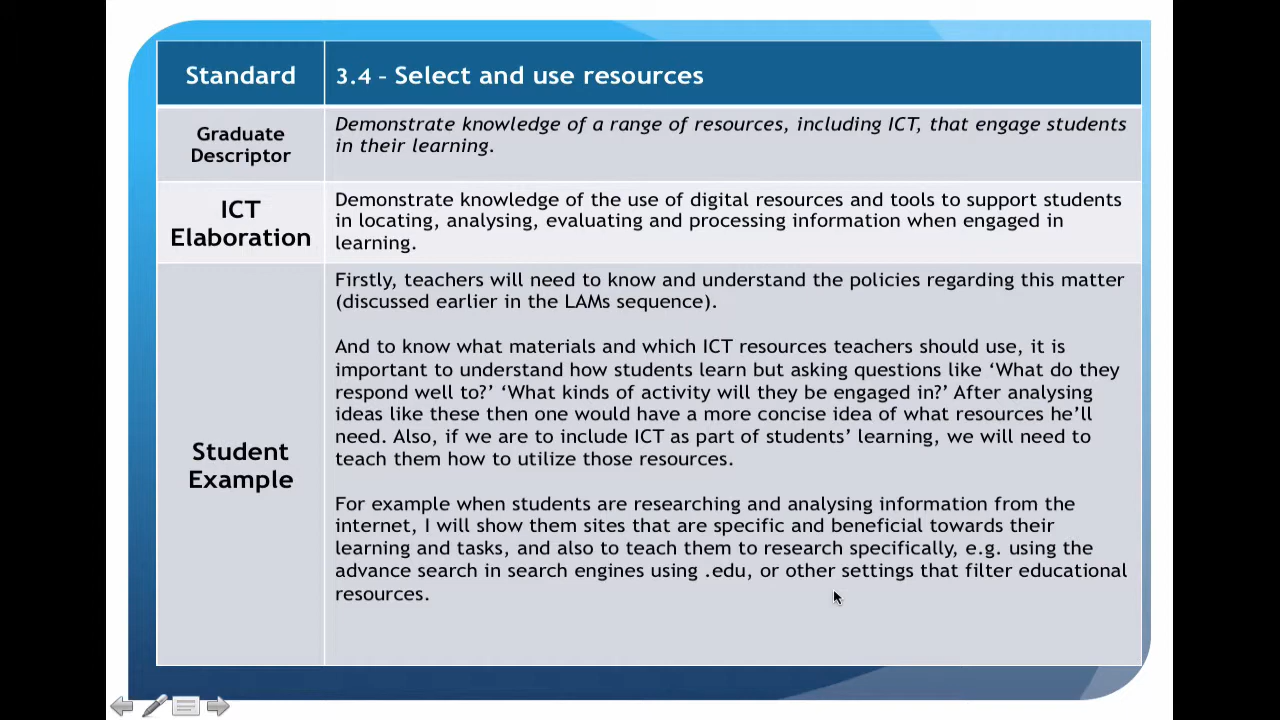 Standard
3.4 – Select and use resources
Graduate
Descriptor
Demonstrate knowledge of a range of resources, including ICT, that engage students
in their learning.
ICT
Elaboration
Demonstrate knowledge of the use of digital resources and tools to support students
in locating, analysing, evaluating and processing information when engaged in
learning.
Student
Example
Firstly, teachers will need to know and understand the policies regarding this matter
(discussed earlier in the LAMs sequence).
And to know what materials and which ICT resources teachers should use, it is
important to understand how students learn but asking questions like ‘What do they
respond well to?’ ‘What kinds of activity will they be engaged in?’ After analysing
ideas like these then one would have a more concise idea of what resources he’ll
need. Also, if we are to include ICT as part of students’ learning, we will need to
teach them how to utilize those resources.
For example when students are researching and analysing information from the
internet, I will show them sites that are specific and beneficial towards their
learning and tasks, and also to teach them to research specifically, e.g. using the
advance search in search engines using .edu, or other settings that filter educational
resources.